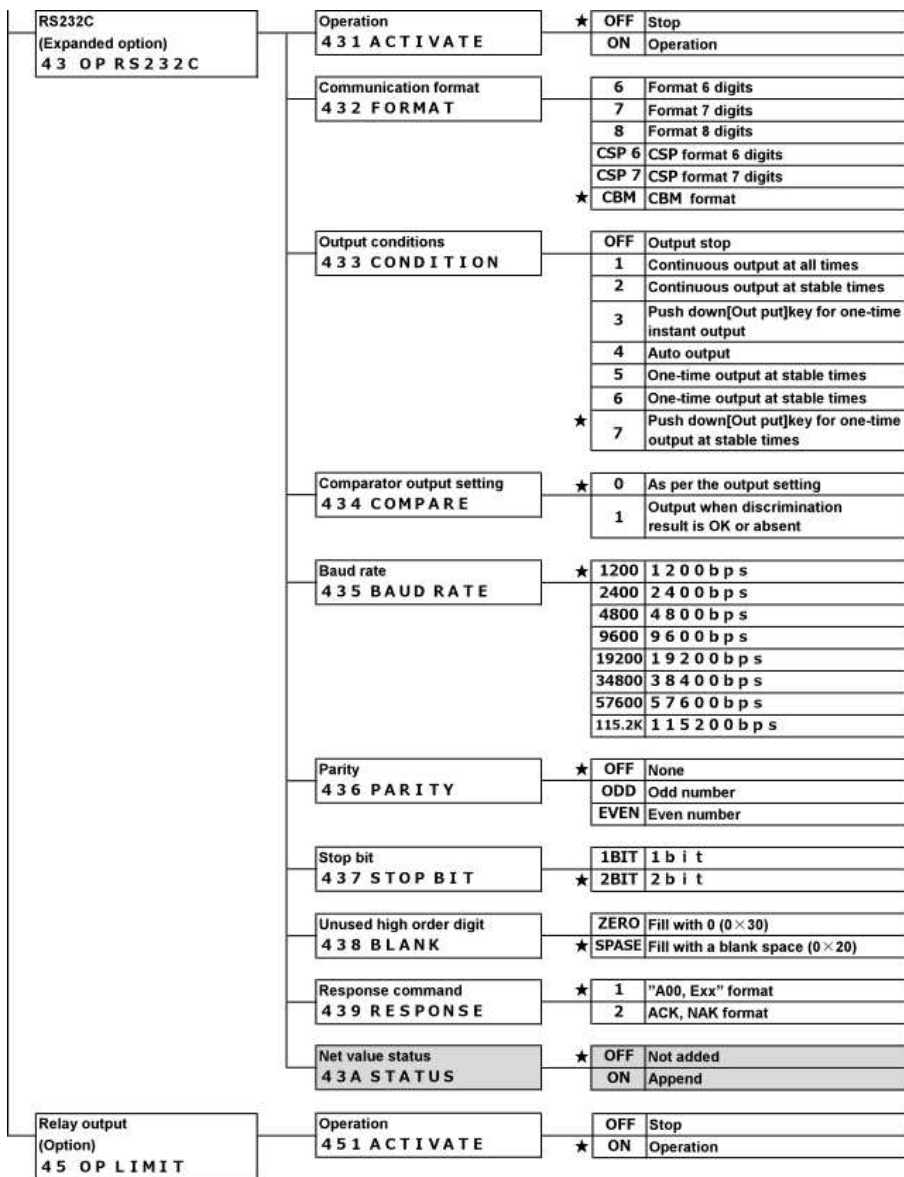 RS232C
(Expanded option)
43 OP RS232C
Operation
431 ACTIVATE
★ OFF Stop
ON Operation
Communication format
432 FORMAT
6 Format 6 digits
7 Format 7 digits
8 Format 8 digits
CSP 6 CSP format 6 digits
CSP 7 CSP format 7 digits
★ CBM CBM format
Output conditions
433 CONDITION
OFF Output stop
1 Continuous output at all times
2 Continuous output at stable times
3 Push down[Out put]key for one-time
instant output
4 Auto output
5 One-time output at stable times
6 One-time output at stable times
★ 7 Push down[Out put]key for one-time
output at stable times
Comparator output setting
434 COMPARE
★ 0 As per the output setting
1 Output when discrimination
result is OK or absent
Baud rate
435 BAUD RATE
★ 1200 1200bps
2400 2400bps
4800 4800bps
9600 9600bps
19200 19200bps
34800 38400bps
57600 57600bps
115.2K 115200bps
Parity
436 PARITY
★ OFF None
ODD Odd number
EVEN Even number
Stop bit
437 STOP BIT
1BIT 1bit
★ 2BIT 2bit
Unused high order digit
438 BLANK
ZERO Fill with 0 (0×30)
★ SPASE Fill with a blank space (0×20)
Response command
439 RESPONSE
★ 1 "A00, Exx" format
2 ACK, NAK format
Net value status
43A STATUS
★ OFF Not added
ON Append
Relay output
(Option)
45 OP LIMIT
Operation
451 ACTIVATE
OFF Stop
★ ON Operation